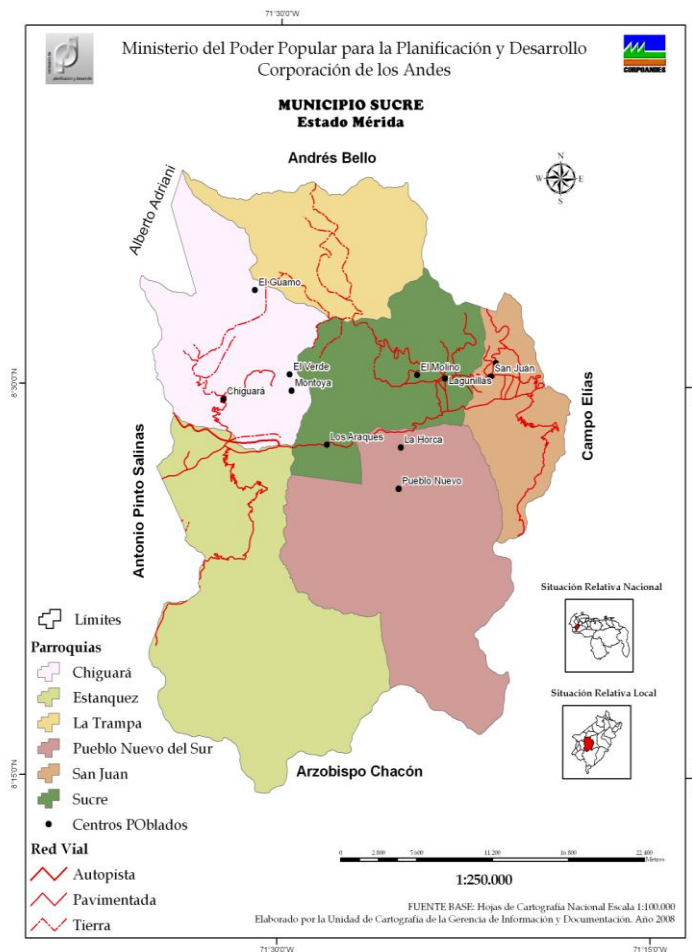 71°30'0"W
Ministerio del Poder Popular para la Planificación y Desarrollo
Corporación de los Andes
CORPOANDES
MUNICIPIO SUCRE
Estado Mérida
Andrés Bello
Alberto Adriani
N
W E
S
El Guamo
8°30'0"N
El Verde
Montoya
El Molino
Lagunillas
San Juan
Chiguará
Los Araques
La Horca
Pueblo Nuevo
Campo Elías
Antonio Pinto Salinas
Arzobispo Chacón
Límites
Parroquias
Chiguará
Estanquez
La Trampa
Pueblo Nuevo del Sur
San Juan
Sucre
Centros POblados
Red Vial
Autopista
Pavimentada
Tierra
Situación Relativa Nacional
Situación Relativa Local
8°15'0"N
0 2.800 5.600 11.200 16.800 22.400
Metros
1:250.000
FUENTE BASE: Hojas de Cartografía Nacional Escala 1:100.000
Elaborado por la Unidad de Cartografía de la Gerencia de Información y Documentación. Año 2008
71°30'0"W
71°15'0"W